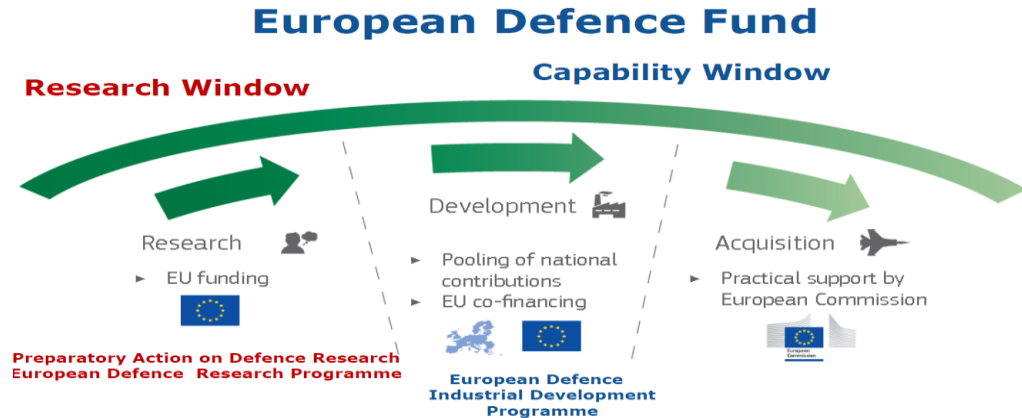 European Defence Fund
Research Window
Capability Window
Research
► EU funding
Preparatory Action on Defence Research
European Defence Research Programme
Development
► Pooling of national
contributions
► EU co-financing
European Defence
Industrial Development
Programme
Acquisition
► Practical support by
European Commission
European
Commission